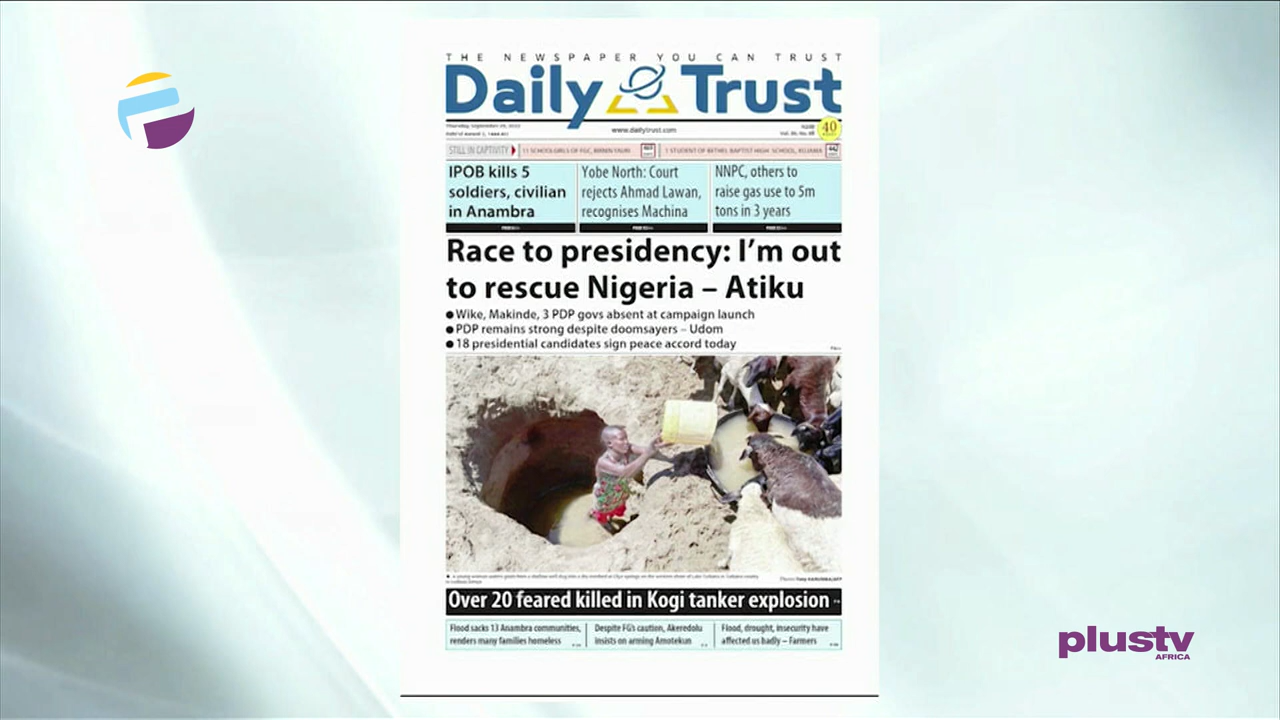 THE NEWSPAPER YOU CAN TRUST
Daily Trust
Thursday, September 29, 2022
www.dailytrust.com
40
STILL IN CAPTIVITY
11 SCHOOLGIRLS OF FGC, BIRNIN YAURI
1 STUDENT OF BETHEL BAPTIST HIGH SCHOOL, KUJAMA
IPOB kills 5
soldiers, civilian
in Anambra
Yobe North: Court
rejects Ahmad Lawan,
recognises Machina
NNPC, others to
raise gas use to 5m
tons in 3 years
Race to presidency: I'm out
to rescue Nigeria – Atiku
● Wike, Makinde, 3 PDP govs absent at campaign launch
● PDP remains strong despite doomsayers – Udom
● 18 presidential candidates sign peace accord today
Over 20 feared killed in Kogi tanker explosion
Flood sacks 13 Anambra communities,
renders many families homeless
Despite FG's caution, Akeredolu
insists on arming Amotekun
Flood, drought, insecurity have
affected us badly – Farmers
plustv
AFRICA